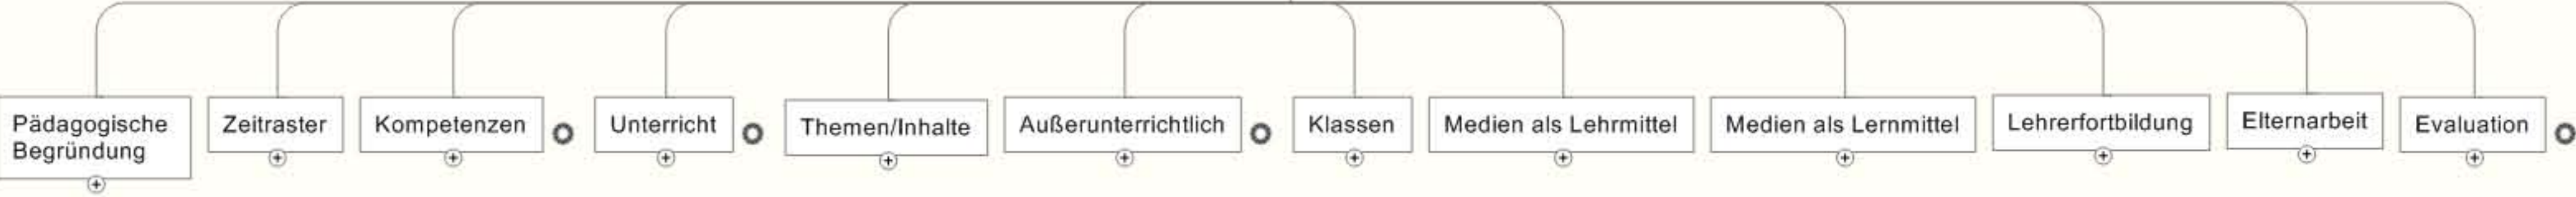 Pädagogische
Begründung
Zeitraster
Kompetenzen
Unterricht
Themen/Inhalte
Außerunterrichtlich
Klassen
Medien als Lehrmittel
Medien als Lernmittel
Lehrerfortbildung
Elternarbeit
Evaluation